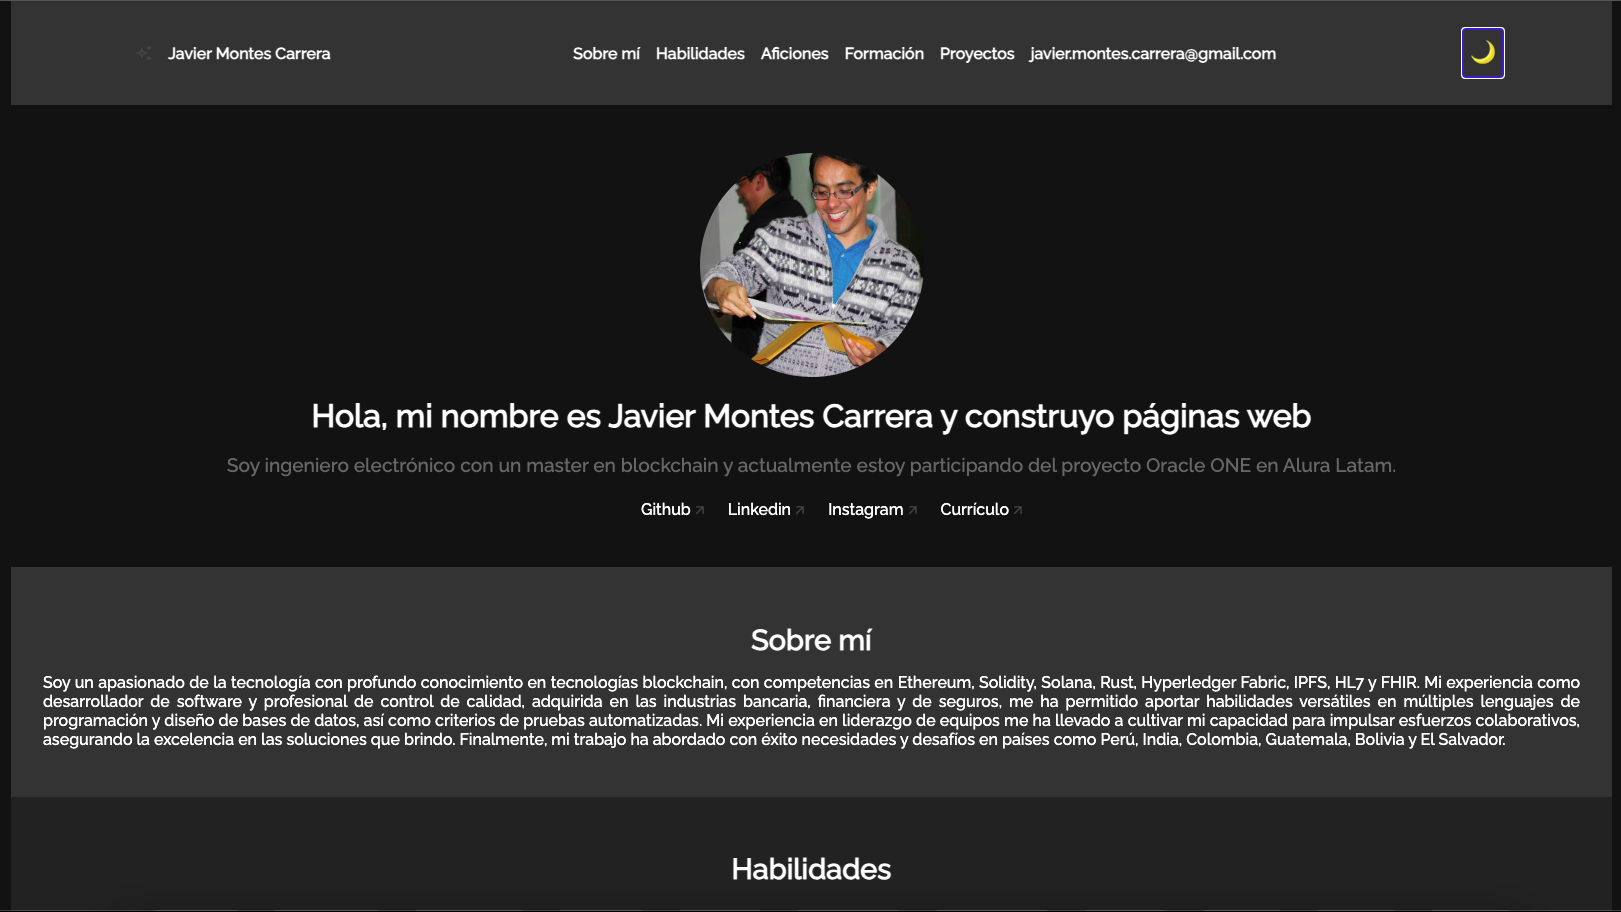 Javier Montes Carrera
Sobre mí Habilidades Aficiones Formación Proyectos javier.montes.carrera@gmail.com
Hola, mi nombre es Javier Montes Carrera y construyo páginas web
Soy ingeniero electrónico con un master en blockchain y actualmente estoy participando del proyecto Oracle ONE en Alura Latam.
Github Linkedin Instagram Currículo
Sobre mí
Soy un apasionado de la tecnología con profundo conocimiento en tecnologías blockchain, con competencias en Ethereum, Solidity, Solana, Rust, Hyperledger Fabric, IPFS, HL7 y FHIR. Mi experiencia como
desarrollador de software y profesional de control de calidad, adquirida en las industrias bancaria, financiera y de seguros, me ha permitido aportar habilidades versátiles en múltiples lenguajes de
programación y diseño de bases de datos, así como criterios de pruebas automatizadas. Mi experiencia en liderazgo de equipos me ha llevado a cultivar mi capacidad para impulsar esfuerzos colaborativos,
asegurando la excelencia en las soluciones que brindo. Finalmente, mi trabajo ha abordado con éxito necesidades y desafíos en países como Perú, India, Colombia, Guatemala, Bolivia y El Salvador.
Habilidades